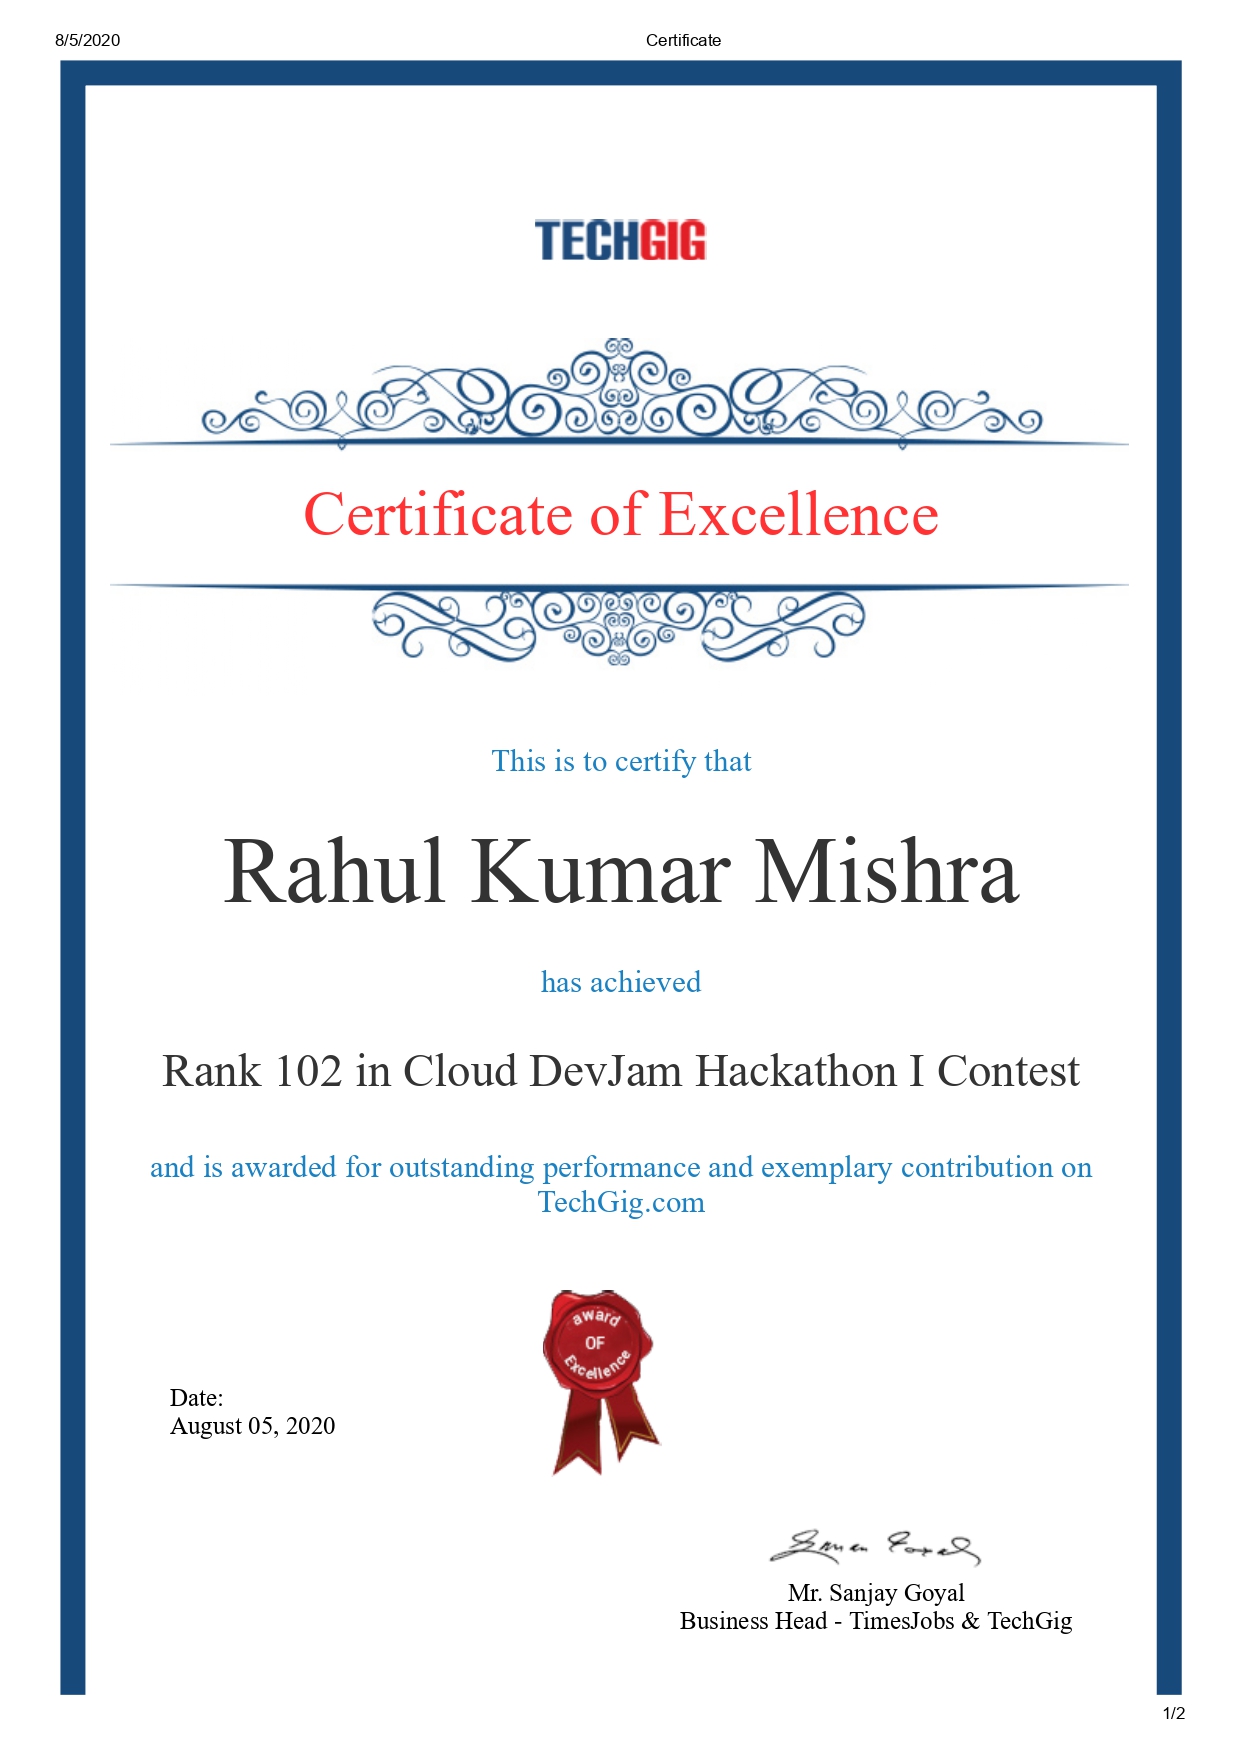 8/5/2020 Certificate
TECHGIG
Certificate of Excellence
This is to certify that
Rahul Kumar Mishra
has achieved
Rank 102 in Cloud DevJam Hackathon I Contest
and is awarded for outstanding performance and exemplary contribution on
TechGig.com
award
OF
Excellence
Date:
August 05, 2020
Mr. Sanjay Goyal
Business Head - TimesJobs & TechGig
1/2